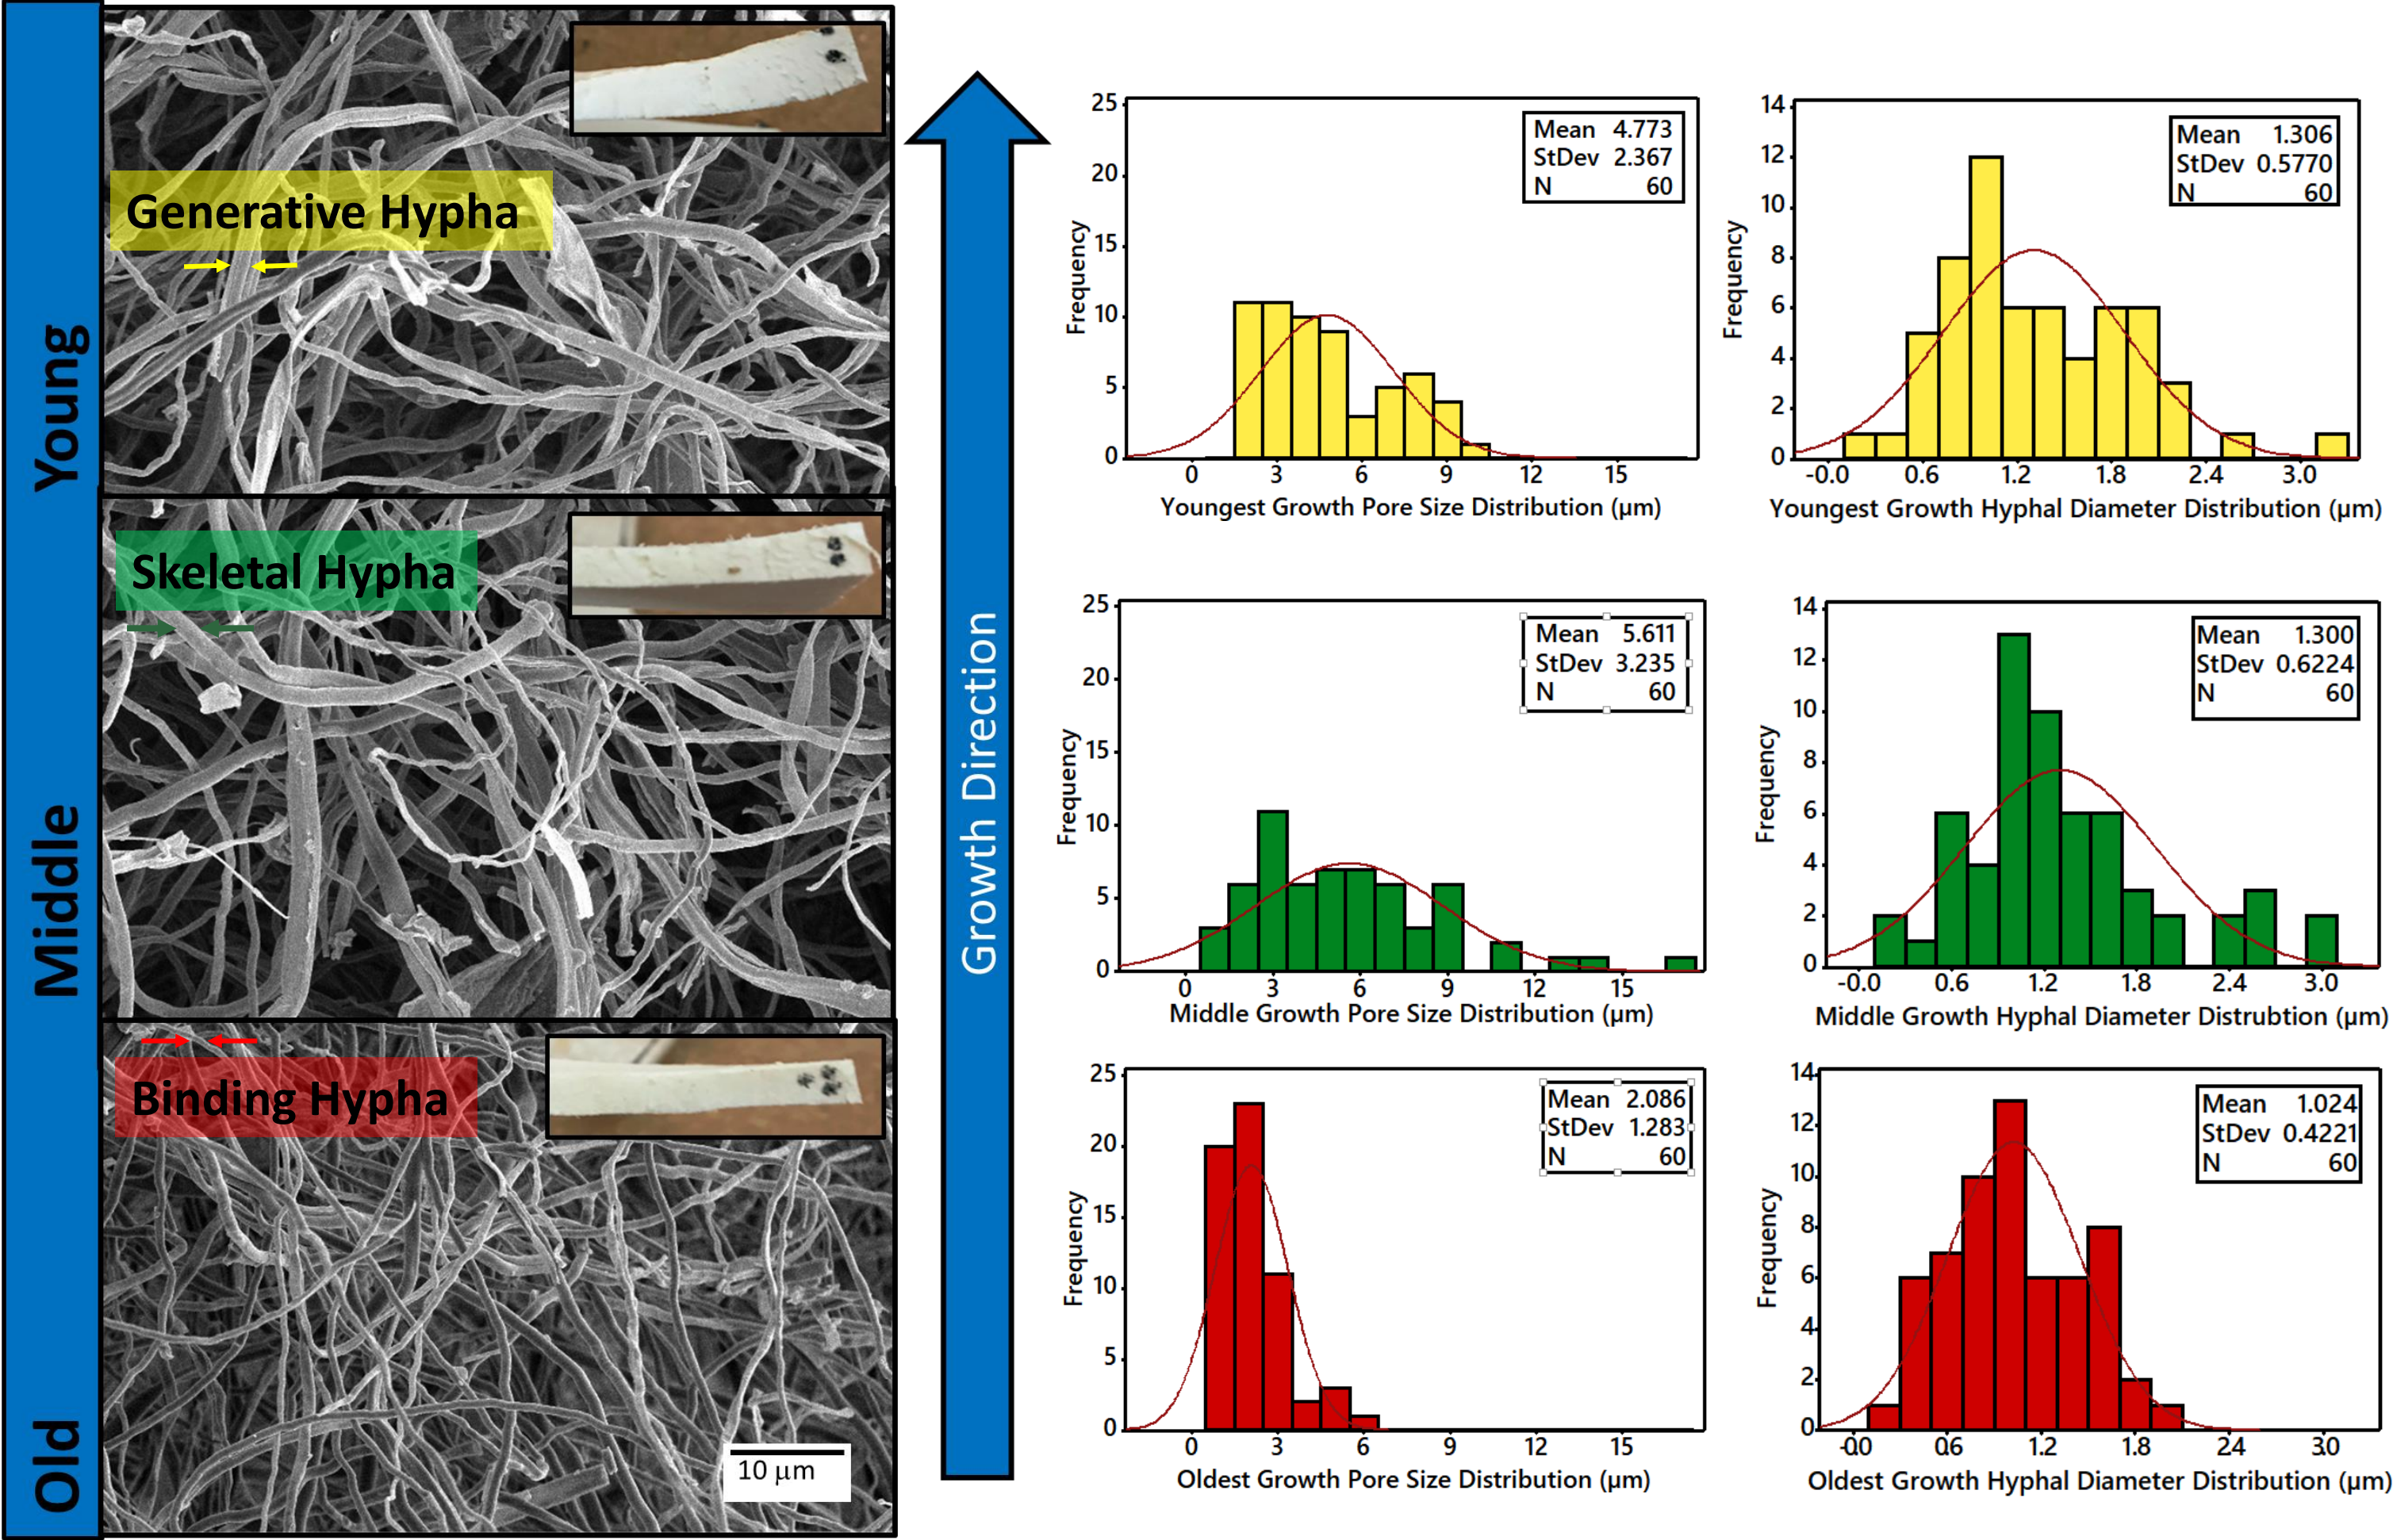 Young
Generative Hypha
Middle
Skeletal Hypha
Old
Binding Hypha
10 μm
Growth Direction
25
20
15
10
5
0
Frequency
Mean 4.773
StDev 2.367
N 60
0 3 6 9 12 15
Youngest Growth Pore Size Distribution (μm)
14
12
10
8
6
4
2
0
Frequency
Mean 1.306
StDev 0.5770
N 60
-0.0 0.6 1.2 1.8 2.4 3.0
Youngest Growth Hyphal Diameter Distribution (μm)
25
20
15
10
5
0
Frequency
Mean 5.611
StDev 3.235
N 60
0 3 6 9 12 15
Middle Growth Pore Size Distribution (μm)
14
12
10
8
6
4
2
0
Frequency
Mean 1.300
StDev 0.6224
N 60
-0.0 0.6 1.2 1.8 2.4 3.0
Middle Growth Hyphal Diameter Distrubtion (μm)
25
20
15
10
5
0
Frequency
Mean 2.086
StDev 1.283
N 60
0 3 6 9 12 15
Oldest Growth Pore Size Distribution (μm)
14
12
10
8
6
4
2
0
Frequency
Mean 1.024
StDev 0.4221
N 60
-0.0 0.6 1.2 1.8 2.4 3.0
Oldest Growth Hyphal Diameter Distribution (μm)